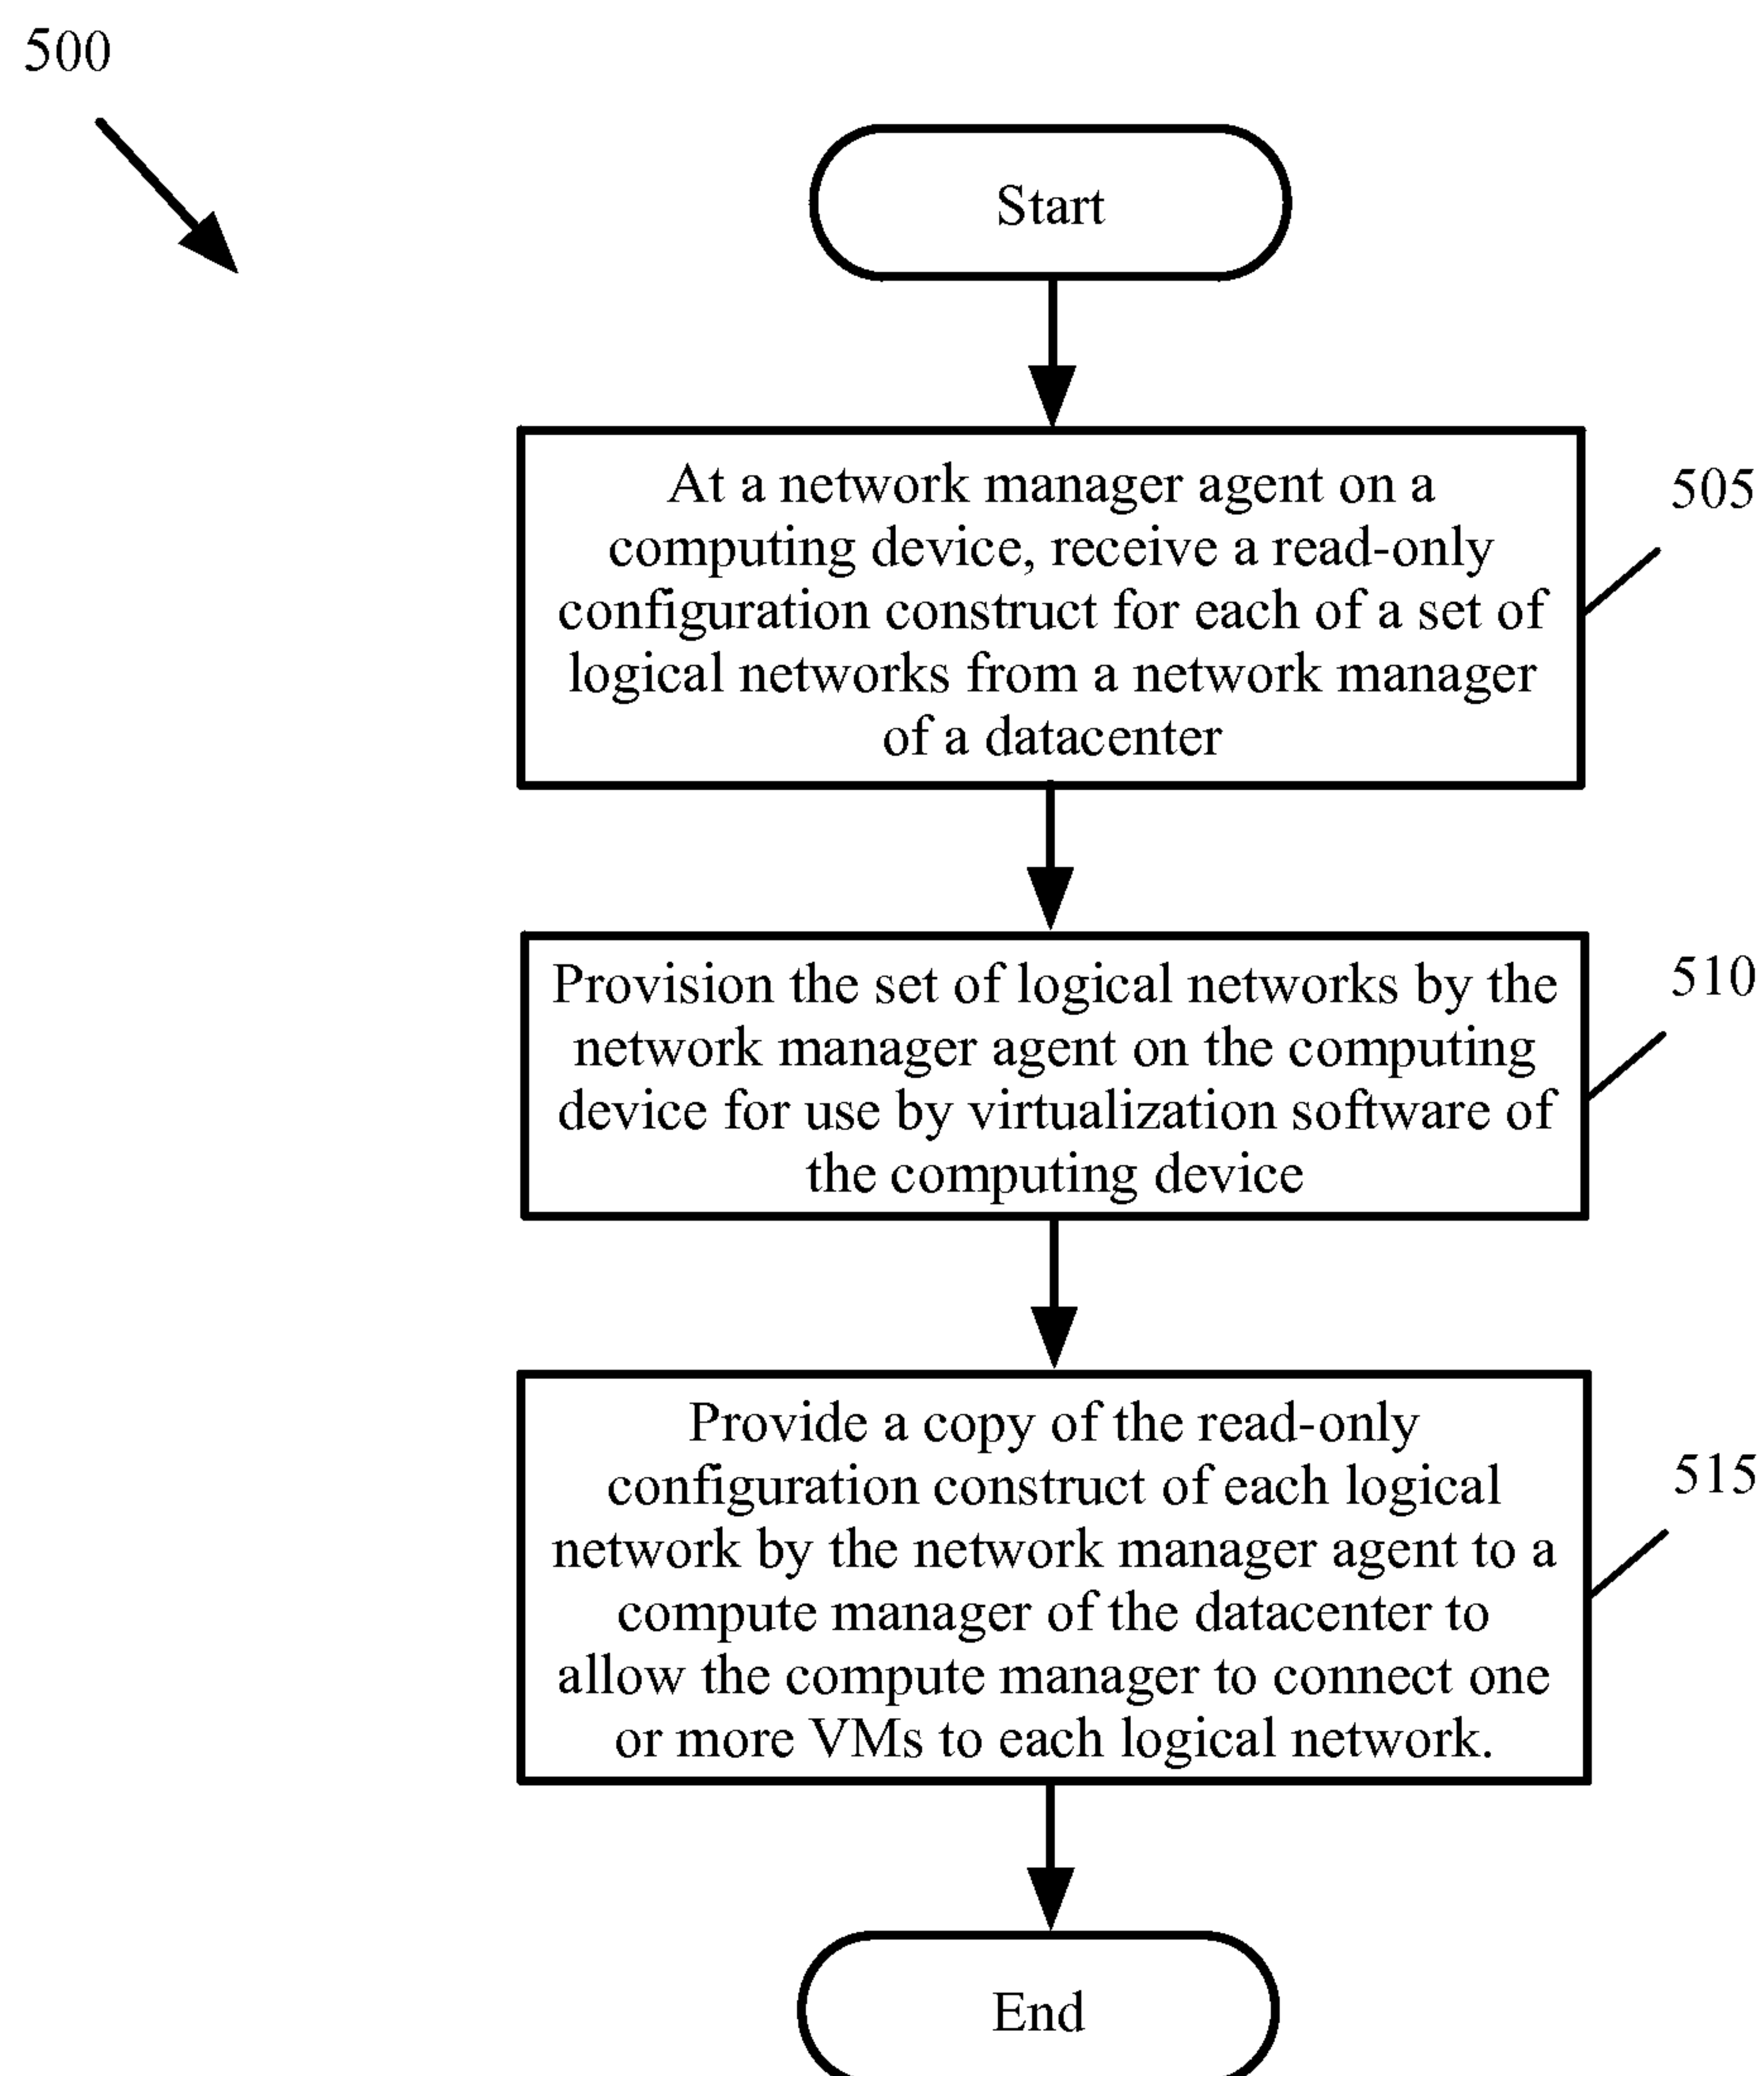 500
Start
At a network manager agent on a
computing device, receive a read-only
configuration construct for each of a set of
logical networks from a network manager
of a datacenter
505
Provision the set of logical networks by the
network manager agent on the computing
device for use by virtualization software of
the computing device
510
Provide a copy of the read-only
configuration construct of each logical
network by the network manager agent to a
compute manager of the datacenter to
allow the compute manager to connect one
or more VMs to each logical network.
515
End